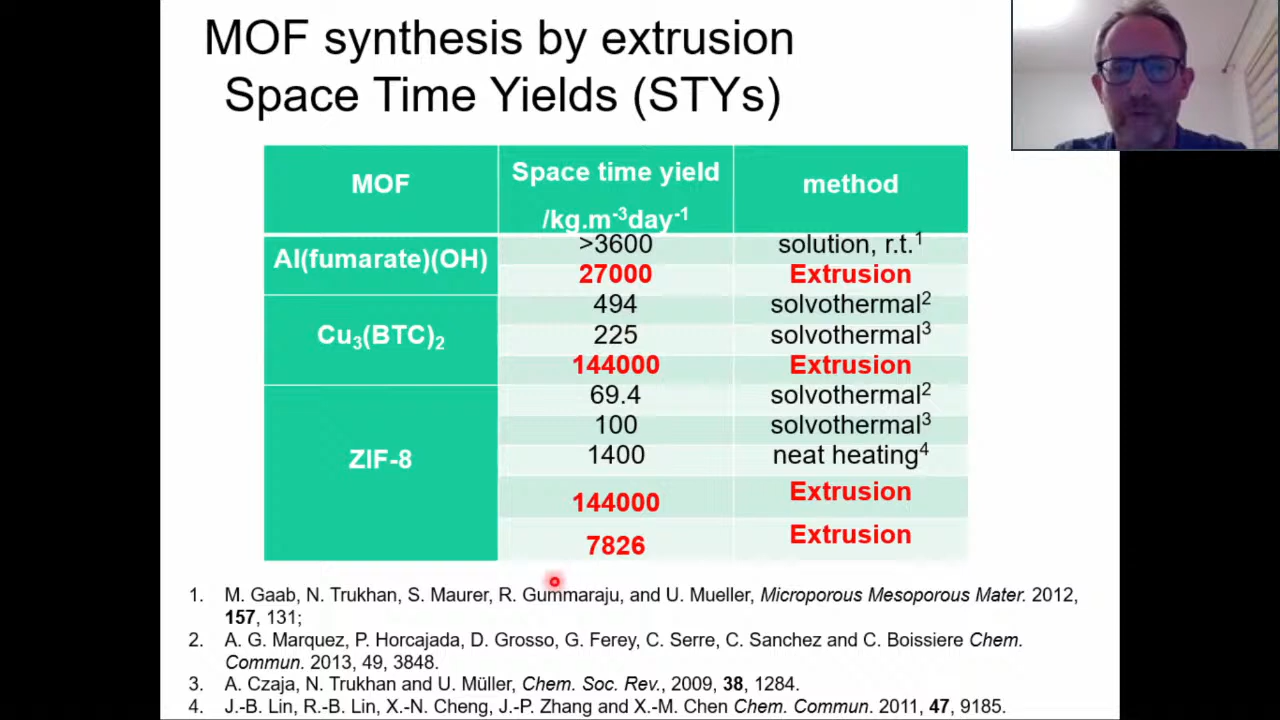 MOF synthesis by extrusion
Space Time Yields (STYs)
MOF
Space time yield
/kg.m⁻³day⁻¹
method
Al(fumarate)(OH)
>3600
solution, r.t.¹
27000
Extrusion
Cu₃(BTC)₂
494
solvothermal²
225
solvothermal³
144000
Extrusion
ZIF-8
69.4
solvothermal²
100
solvothermal³
1400
neat heating⁴
144000
Extrusion
7826
Extrusion
1. M. Gaab, N. Trukhan, S. Maurer, R. Gummaraju, and U. Mueller, Microporous Mesoporous Mater. 2012,
157, 131;
2. A. G. Marquez, P. Horcajada, D. Grosso, G. Ferey, C. Serre, C. Sanchez and C. Boissiere Chem.
Commun. 2013, 49, 3848.
3. A. Czaja, N. Trukhan and U. Müller, Chem. Soc. Rev., 2009, 38, 1284.
4. J.-B. Lin, R.-B. Lin, X.-N. Cheng, J.-P. Zhang and X.-M. Chen Chem. Commun. 2011, 47, 9185.